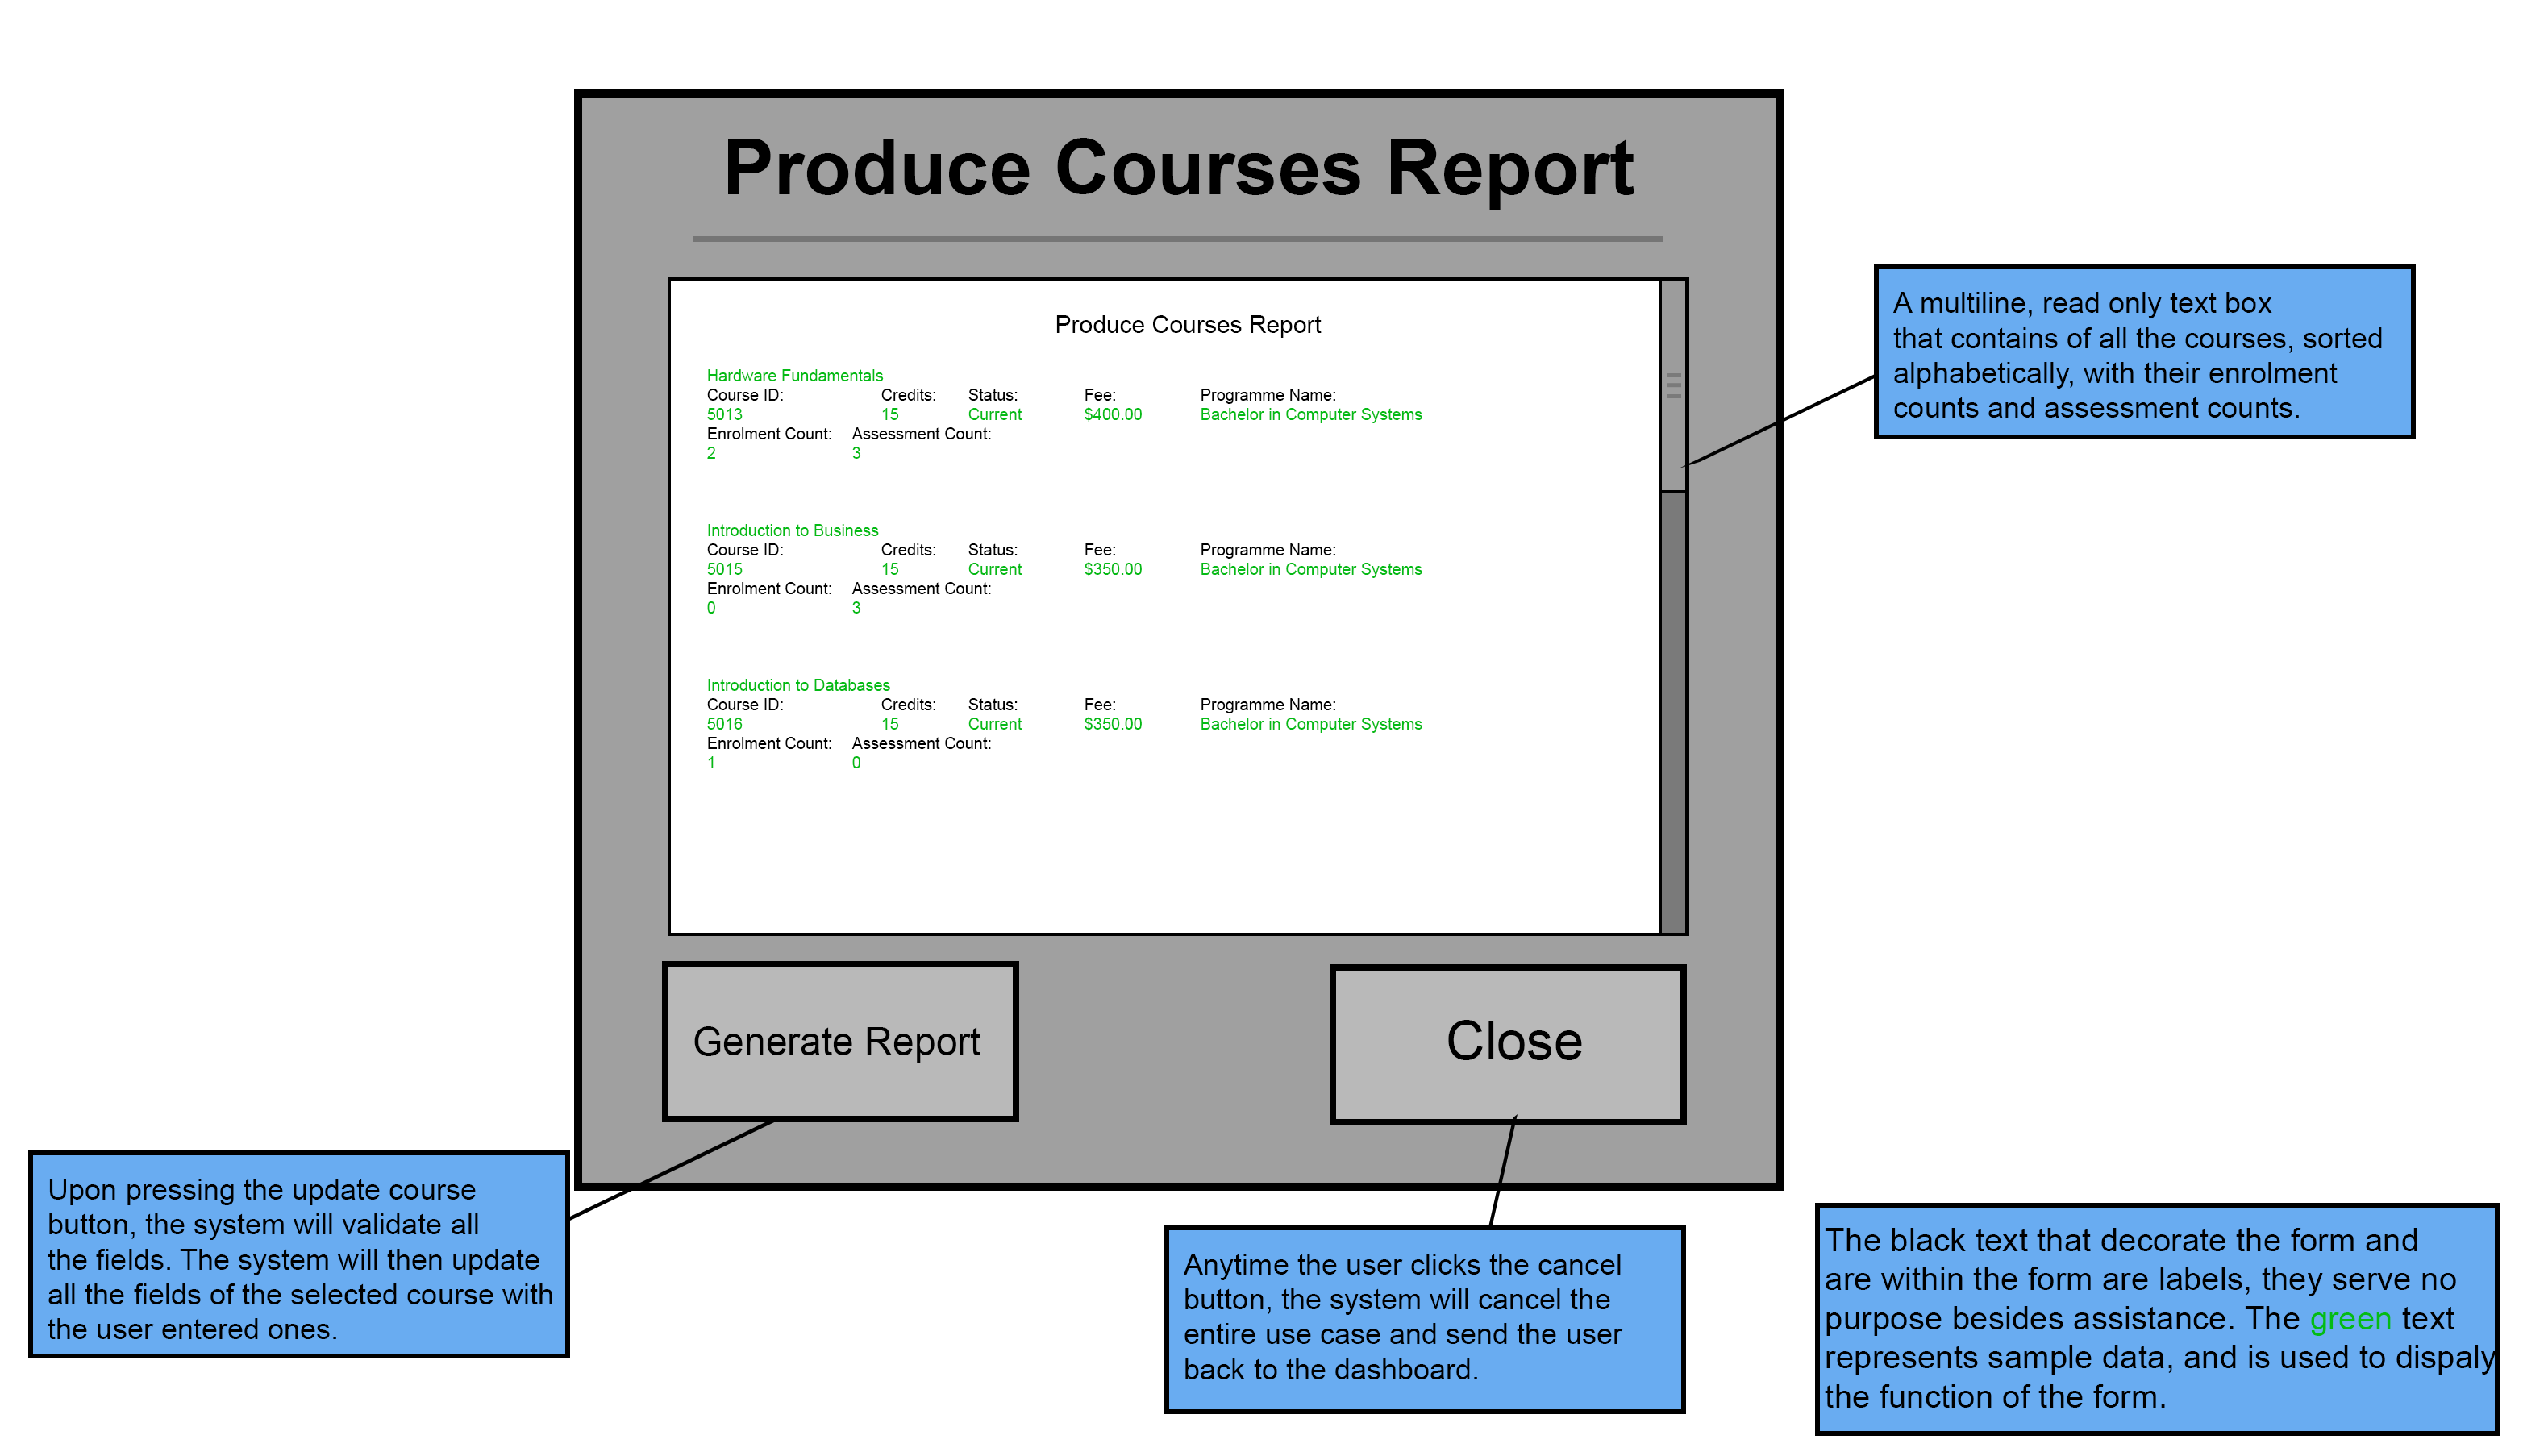 Produce Courses Report
Produce Courses Report
Hardware Fundamentals
Course ID: Credits: Status: Fee: Programme Name:
5013 15 Current $400.00 Bachelor in Computer Systems
Enrolment Count: Assessment Count:
2 3
Introduction to Business
Course ID: Credits: Status: Fee: Programme Name:
5015 15 Current $350.00 Bachelor in Computer Systems
Enrolment Count: Assessment Count:
0 3
Introduction to Databases
Course ID: Credits: Status: Fee: Programme Name:
5016 15 Current $350.00 Bachelor in Computer Systems
Enrolment Count: Assessment Count:
1 0
A multiline, read only text box
that contains of all the courses, sorted
alphabetically, with their enrolment
counts and assessment counts.
Generate Report
Close
Upon pressing the update course
button, the system will validate all
the fields. The system will then update
all the fields of the selected course with
the user entered ones.
Anytime the user clicks the cancel
button, the system will cancel the
entire use case and send the user
back to the dashboard.
The black text that decorate the form and
are within the form are labels, they serve no
purpose besides assistance. The green text
represents sample data, and is used to dispaly
the function of the form.